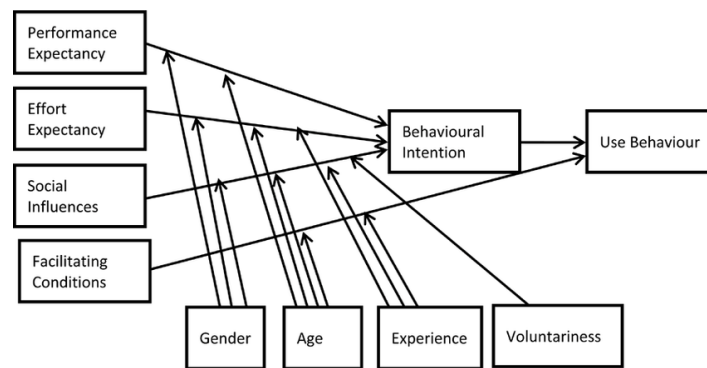 Performance
Expectancy
Effort
Expectancy
Behavioural
Intention
Use Behaviour
Social
Influences
Facilitating
Conditions
Gender
Age
Experience
Voluntariness